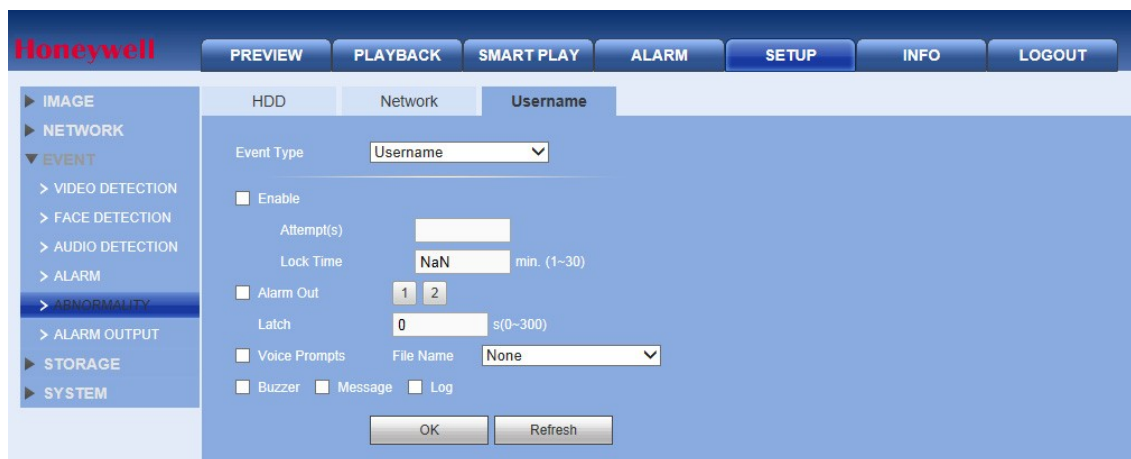 Honeywell
PREVIEW PLAYBACK SMART PLAY ALARM SETUP INFO LOGOUT
IMAGE
NETWORK
EVENT
> VIDEO DETECTION
> FACE DETECTION
> AUDIO DETECTION
> ALARM
> ABNORMALITY
> ALARM OUTPUT
STORAGE
SYSTEM
HDD Network Username
Event Type Username
Enable
Attempt(s)
Lock Time NaN min. (1~30)
Alarm Out 1 2
Latch 0 s(0~300)
Voice Prompts File Name None
Buzzer Message Log
OK Refresh